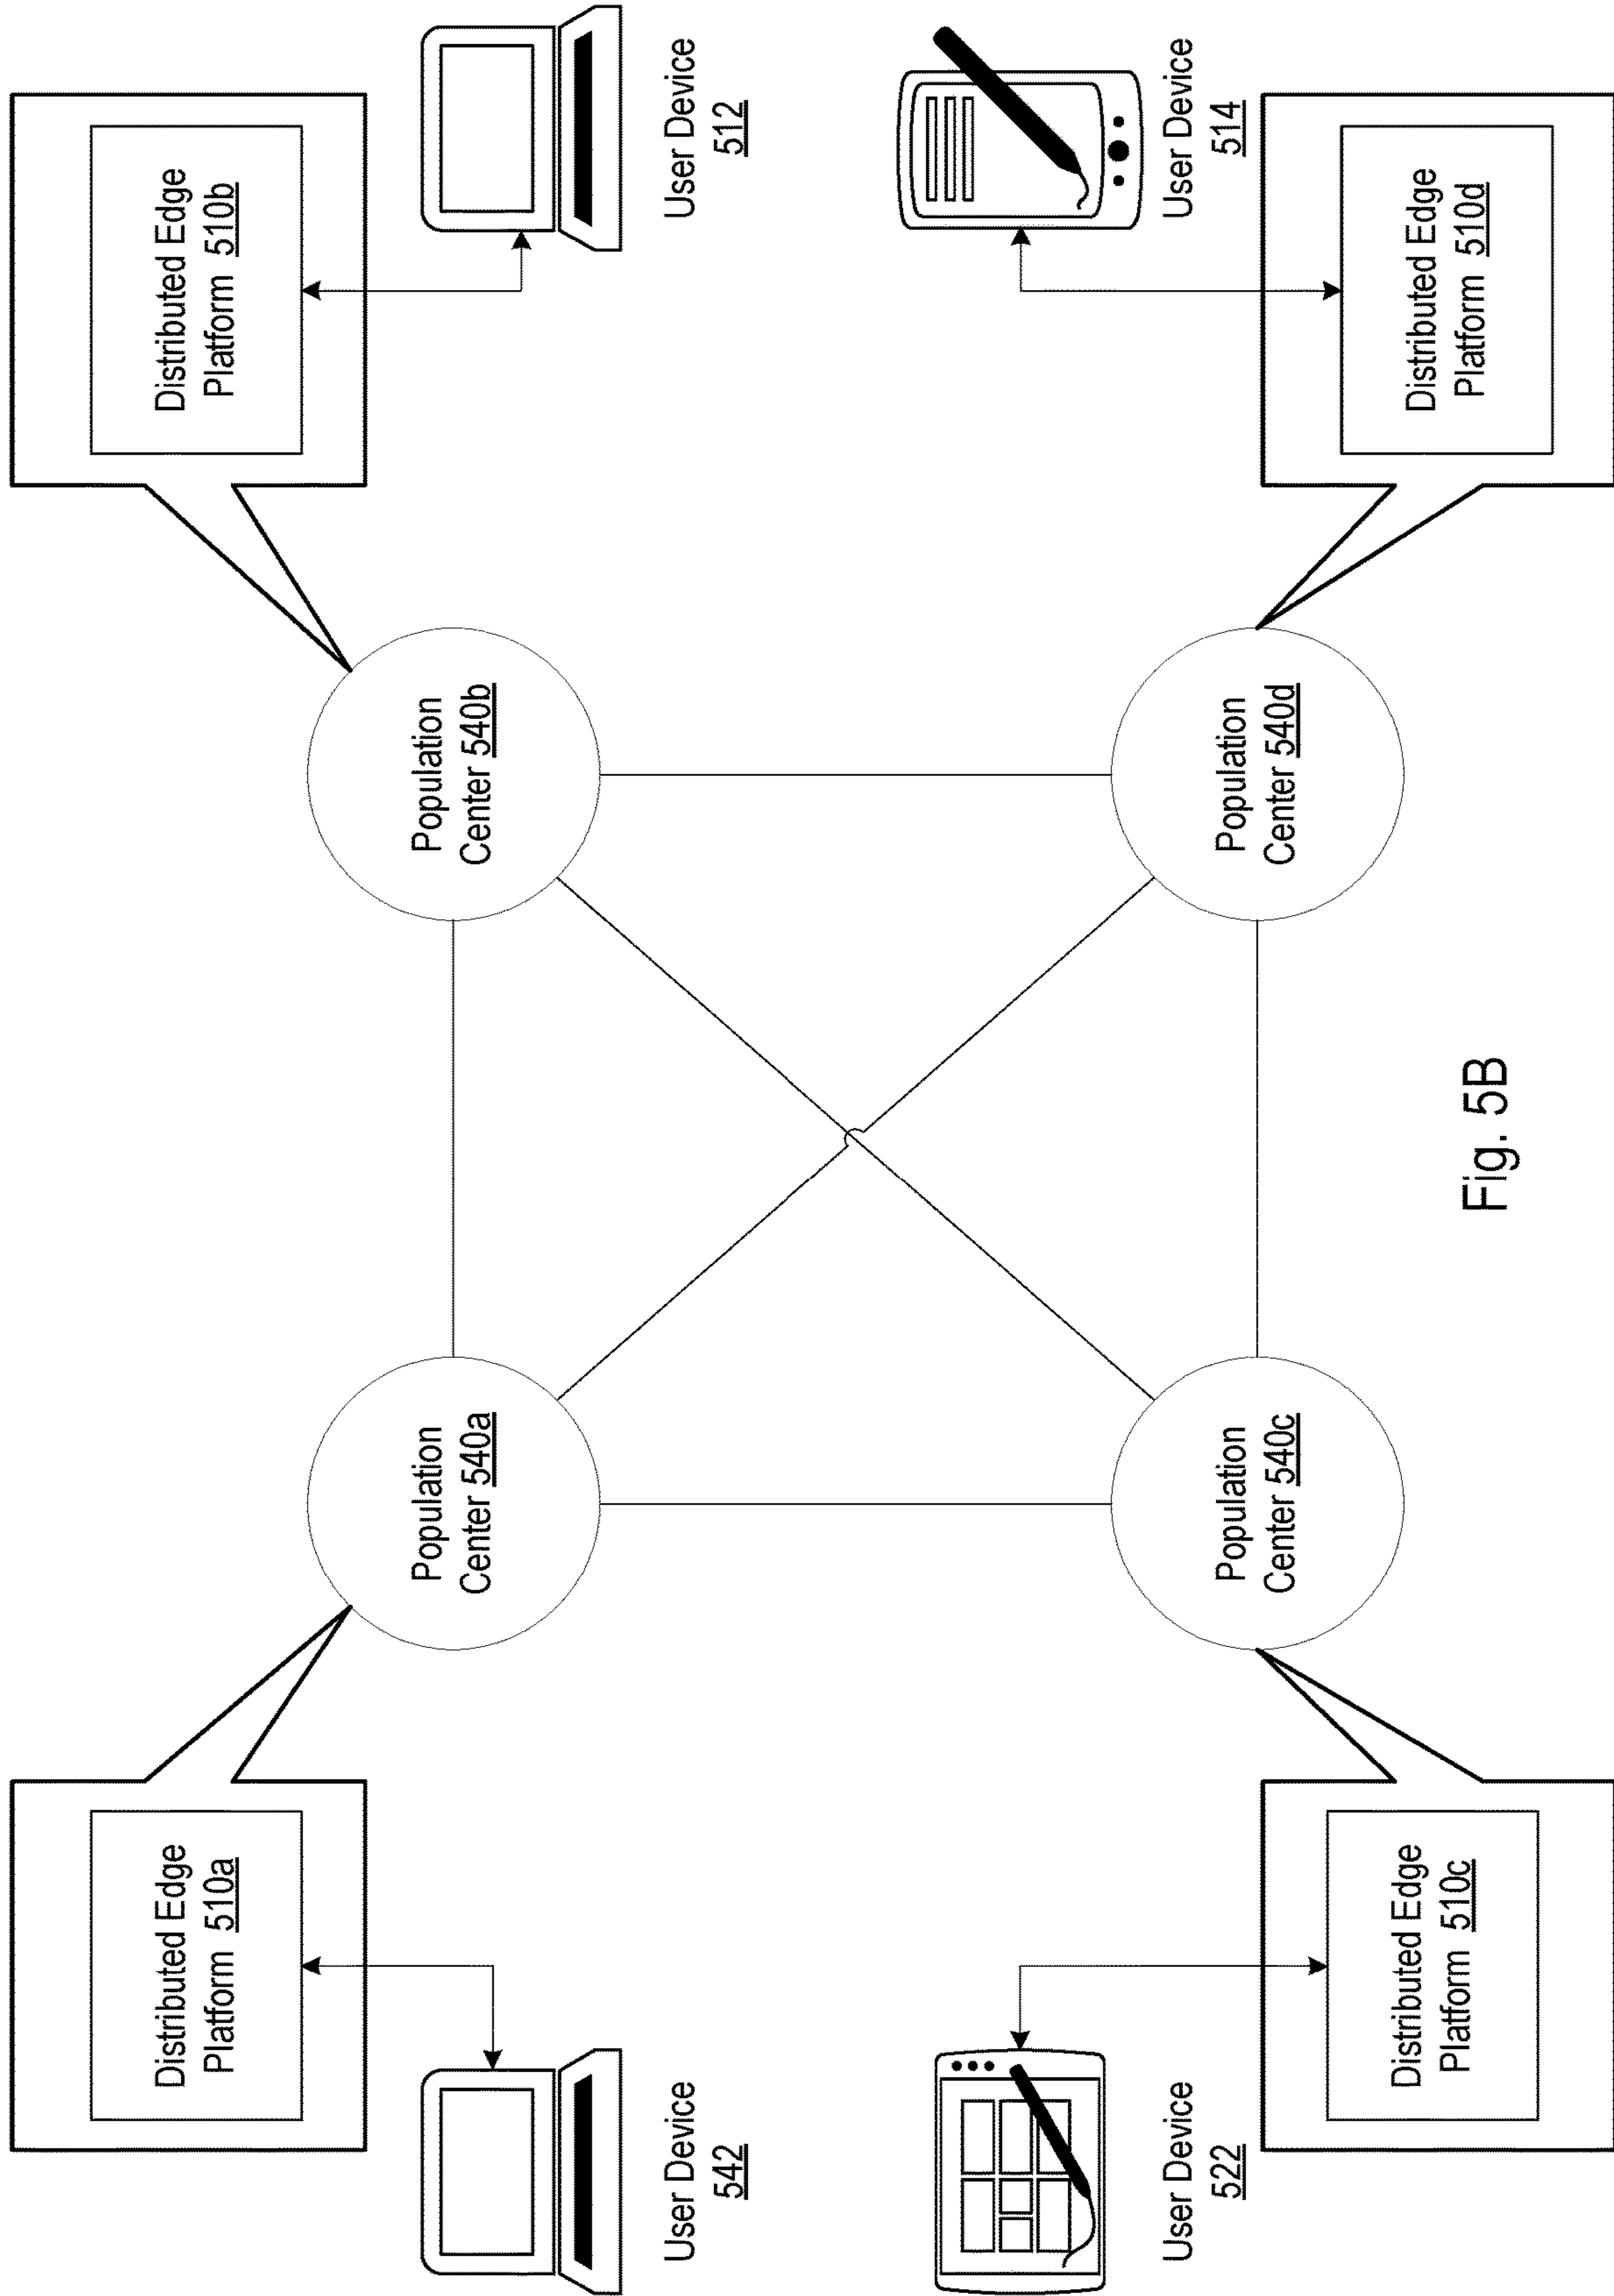 Distributed Edge
Platform 510a
Distributed Edge
Platform 510b
User Device
542
Population
Center 540a
Population
Center 540b
User Device
512
User Device
522
Population
Center 540c
Population
Center 540d
User Device
514
Distributed Edge
Platform 510c
Distributed Edge
Platform 510d
Fig. 5B